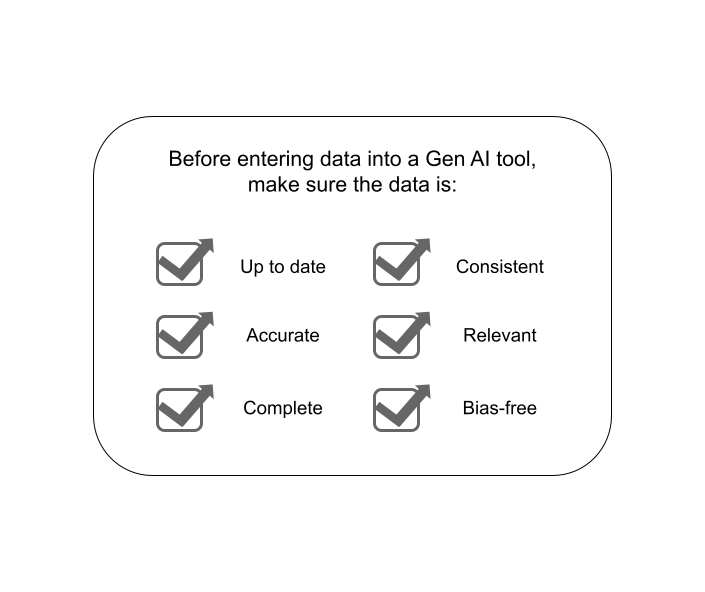 Before entering data into a Gen AI tool,
make sure the data is:
Up to date
Consistent
Accurate
Relevant
Complete
Bias-free